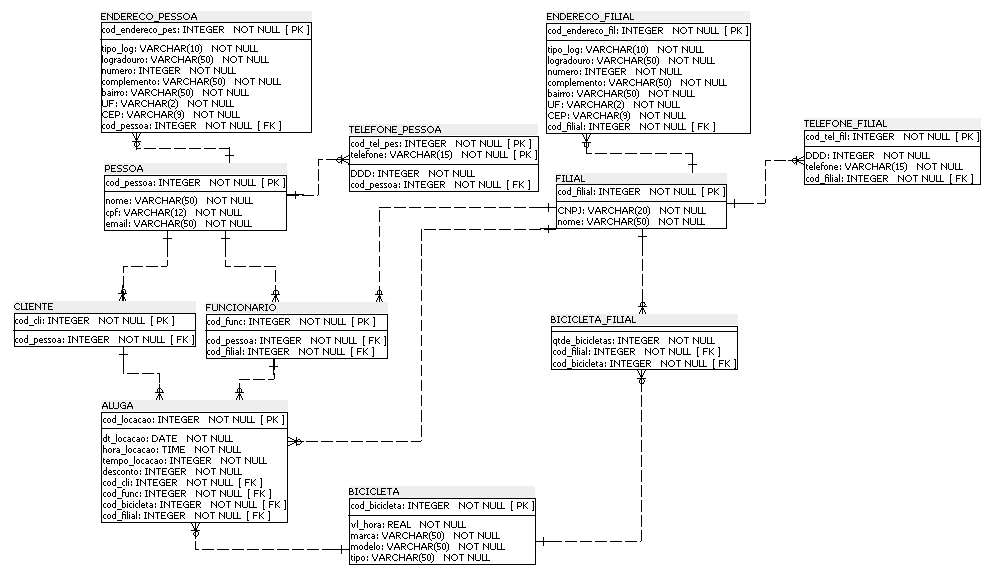 ENDERECO_PESSOA
cod_endereco_pes: INTEGER NOT NULL [ PK ]
tipo_log: VARCHAR(10) NOT NULL
logradouro: VARCHAR(50) NOT NULL
numero: INTEGER NOT NULL
complemento: VARCHAR(50) NOT NULL
bairro: VARCHAR(50) NOT NULL
UF: VARCHAR(2) NOT NULL
CEP: VARCHAR(9) NOT NULL
cod_pessoa: INTEGER NOT NULL [ FK ]
ENDERECO_FILIAL
cod_endereco_fil: INTEGER NOT NULL [ PK ]
tipo_log: VARCHAR(10) NOT NULL
logradouro: VARCHAR(50) NOT NULL
numero: INTEGER NOT NULL
complemento: VARCHAR(50) NOT NULL
bairro: VARCHAR(50) NOT NULL
UF: VARCHAR(2) NOT NULL
CEP: VARCHAR(9) NOT NULL
cod_filial: INTEGER NOT NULL [ FK ]
TELEFONE_PESSOA
cod_tel_pes: INTEGER NOT NULL [ PK ]
telefone: VARCHAR(15) NOT NULL [ PK ]
DDD: INTEGER NOT NULL
cod_pessoa: INTEGER NOT NULL [ FK ]
TELEFONE_FILIAL
cod_tel_fil: INTEGER NOT NULL [ PK ]
DDD: INTEGER NOT NULL
telefone: VARCHAR(15) NOT NULL
cod_filial: INTEGER NOT NULL [ FK ]
PESSOA
cod_pessoa: INTEGER NOT NULL [ PK ]
nome: VARCHAR(50) NOT NULL
cpf: VARCHAR(12) NOT NULL
email: VARCHAR(50) NOT NULL
FILIAL
cod_filial: INTEGER NOT NULL [ PK ]
CNPJ: VARCHAR(20) NOT NULL
nome: VARCHAR(50) NOT NULL
CLIENTE
cod_cli: INTEGER NOT NULL [ PK ]
cod_pessoa: INTEGER NOT NULL [ FK ]
FUNCIONARIO
cod_func: INTEGER NOT NULL [ PK ]
cod_pessoa: INTEGER NOT NULL [ FK ]
cod_filial: INTEGER NOT NULL [ FK ]
BICICLETA_FILIAL
qtde_bicicletas: INTEGER NOT NULL
cod_filial: INTEGER NOT NULL [ FK ]
cod_bicicleta: INTEGER NOT NULL [ FK ]
ALUGA
cod_locacao: INTEGER NOT NULL [ PK ]
dt_locacao: DATE NOT NULL
hora_locacao: TIME NOT NULL
tempo_locacao: INTEGER NOT NULL
desconto: INTEGER NOT NULL
cod_cli: INTEGER NOT NULL [ FK ]
cod_func: INTEGER NOT NULL [ FK ]
cod_bicicleta: INTEGER NOT NULL [ FK ]
cod_filial: INTEGER NOT NULL [ FK ]
BICICLETA
cod_bicicleta: INTEGER NOT NULL [ PK ]
vl_hora: REAL NOT NULL
marca: VARCHAR(50) NOT NULL
modelo: VARCHAR(50) NOT NULL
tipo: VARCHAR(50) NOT NULL